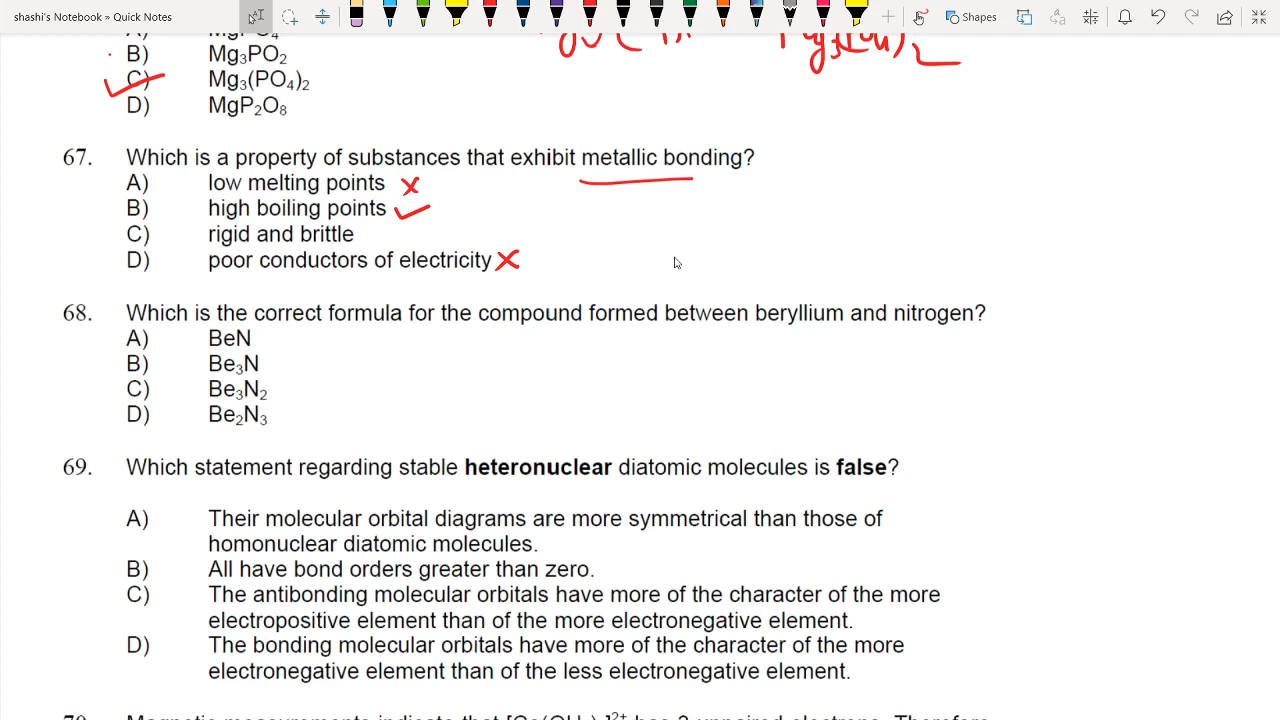 shashi's Notebook » Quick Notes
Shapes
B) Mg₃PO₂
C) Mg₃(PO₄)₂
D) MgP₂O₈
67. Which is a property of substances that exhibit metallic bonding?
A) low melting points
B) high boiling points
C) rigid and brittle
D) poor conductors of electricity
68. Which is the correct formula for the compound formed between beryllium and nitrogen?
A) BeN
B) Be₃N
C) Be₃N₂
D) Be₂N₃
69. Which statement regarding stable heteronuclear diatomic molecules is false?
A) Their molecular orbital diagrams are more symmetrical than those of
homonuclear diatomic molecules.
B) All have bond orders greater than zero.
C) The antibonding molecular orbitals have more of the character of the more
electropositive element than of the more electronegative element.
D) The bonding molecular orbitals have more of the character of the more
electronegative element than of the less electronegative element.